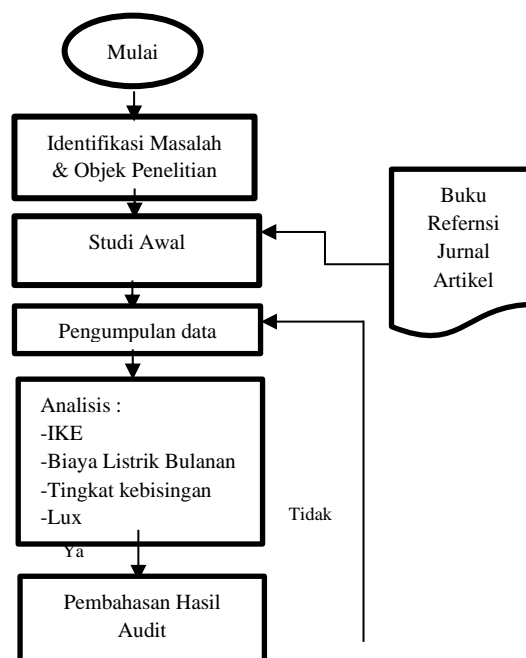 Mulai
Identifikasi Masalah
& Objek Penelitian
Studi Awal
Buku
Refernsi
Jurnal
Artikel
Pengumpulan data
Analisis :
-IKE
-Biaya Listrik Bulanan
-Tingkat kebisingan
-Lux
Tidak
Ya
Pembahasan Hasil
Audit